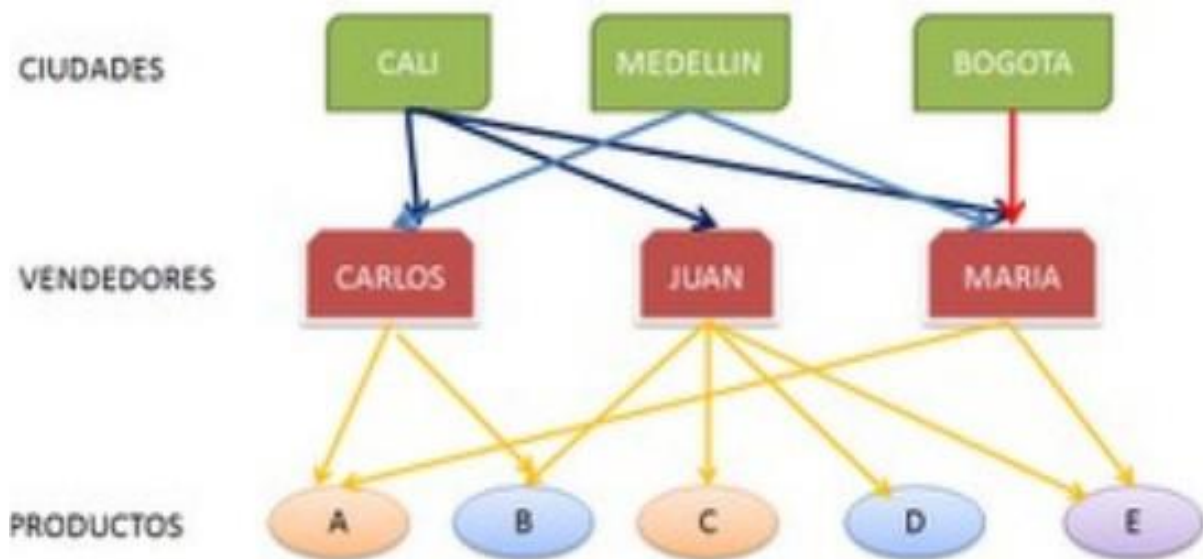 CIUDADES CALI MEDELLIN BOGOTA
VENDEDORES CARLOS JUAN MARIA
PRODUCTOS A B C D E